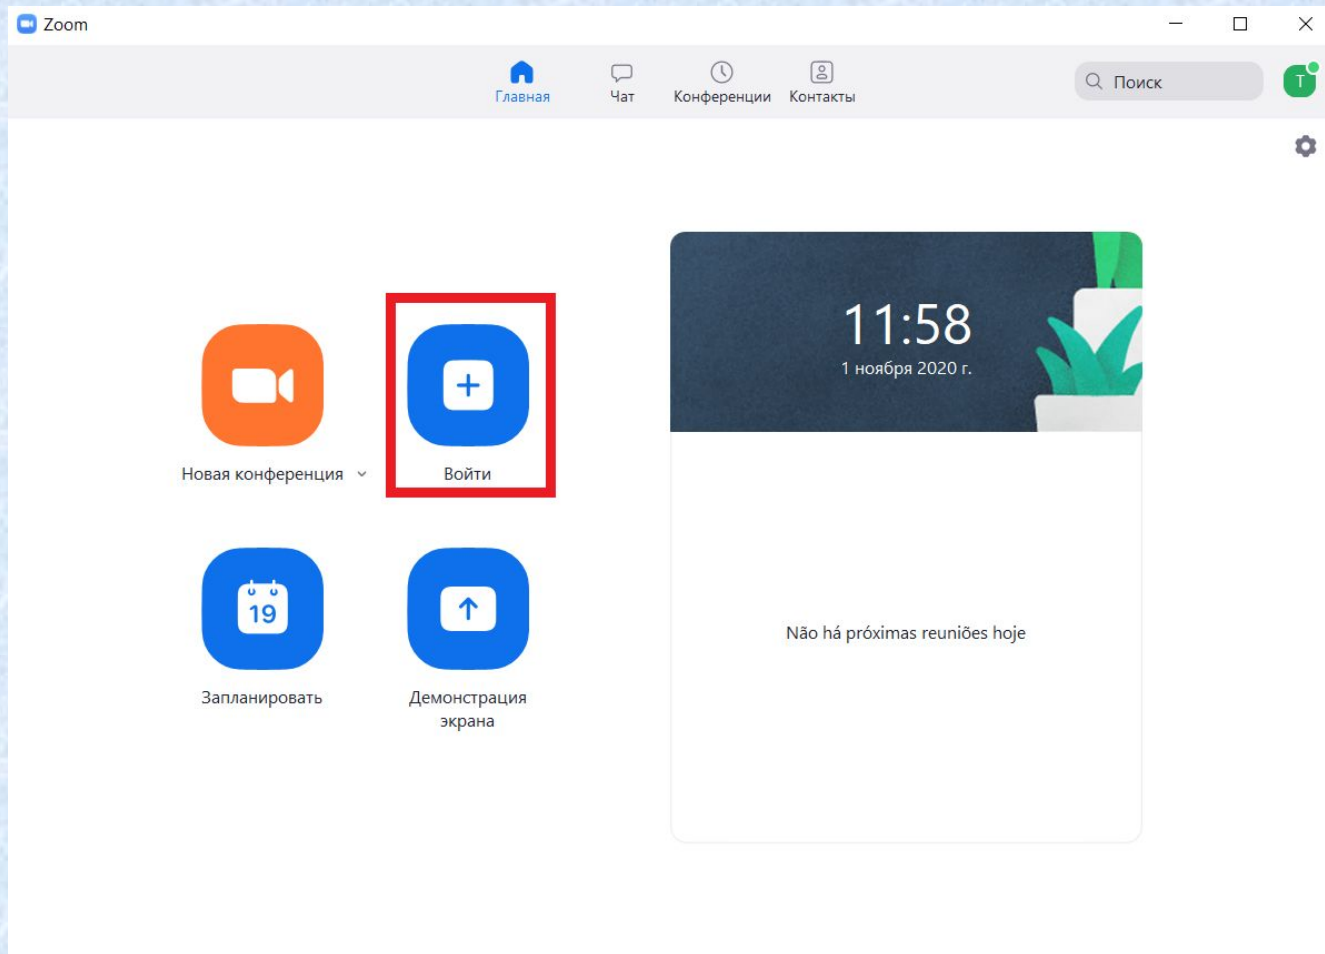 Zoom
Главная
Чат
Конференции
Контакты
Поиск
T
11:58
1 ноября 2020 г.
Новая конференция
Войти
19
Запланировать
Демонстрация
экрана
Não há próximas reuniões hoje